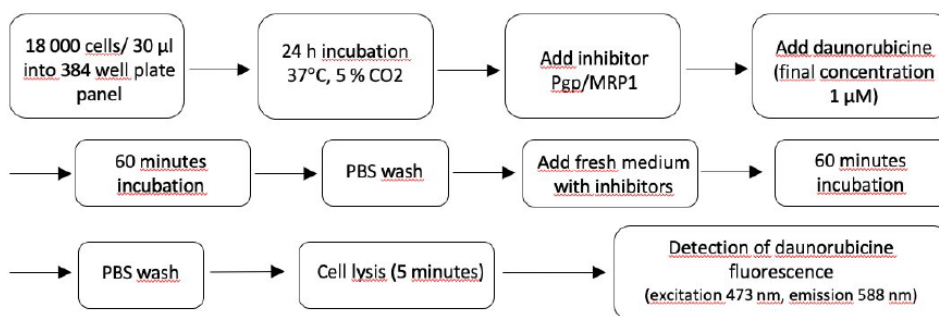 18 000 cells/ 30 µl
into 384 well plate
panel
24 h incubation
37°C, 5 % CO2
Add inhibitor
Pgp/MRP1
Add daunorubicine
(final concentration
1 µM)
60 minutes
incubation
PBS wash
Add fresh medium
with inhibitors
60 minutes
incubation
PBS wash
Cell lysis (5 minutes)
Detection of daunorubicine
fluorescence
(excitation 473 nm, emission 588 nm)